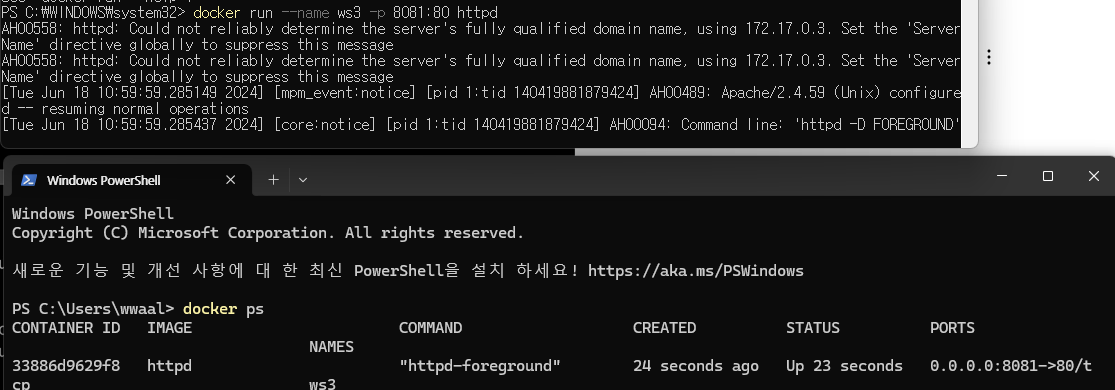 PS C:\WINDOWS\system32> docker run --name ws3 -p 8081:80 httpd
AH00558: httpd: Could not reliably determine the server's fully qualified domain name, using 172.17.0.3. Set the 'Server
Name' directive globally to suppress this message
AH00558: httpd: Could not reliably determine the server's fully qualified domain name, using 172.17.0.3. Set the 'Server
Name' directive globally to suppress this message
[Tue Jun 18 10:59:59.285149 2024] [mpm_event:notice] [pid 1:tid 140419881879424] AH00489: Apache/2.4.59 (Unix) configure
d -- resuming normal operations
[Tue Jun 18 10:59:59.285437 2024] [core:notice] [pid 1:tid 140419881879424] AH00094: Command line: 'httpd -D FOREGROUND'
Windows PowerShell
Windows PowerShell
Copyright (C) Microsoft Corporation. All rights reserved.
새로운 기능 및 개선 사항에 대 한 최신 PowerShell을 설치 하세요! https://aka.ms/PSWindows
PS C:\Users\wwaal> docker ps
CONTAINER ID   IMAGE   COMMAND   CREATED   STATUS   PORTS
NAMES
33886d9629f8   httpd   "httpd-foreground"   24 seconds ago   Up 23 seconds   0.0.0.0:8081->80/t
cp   ws3